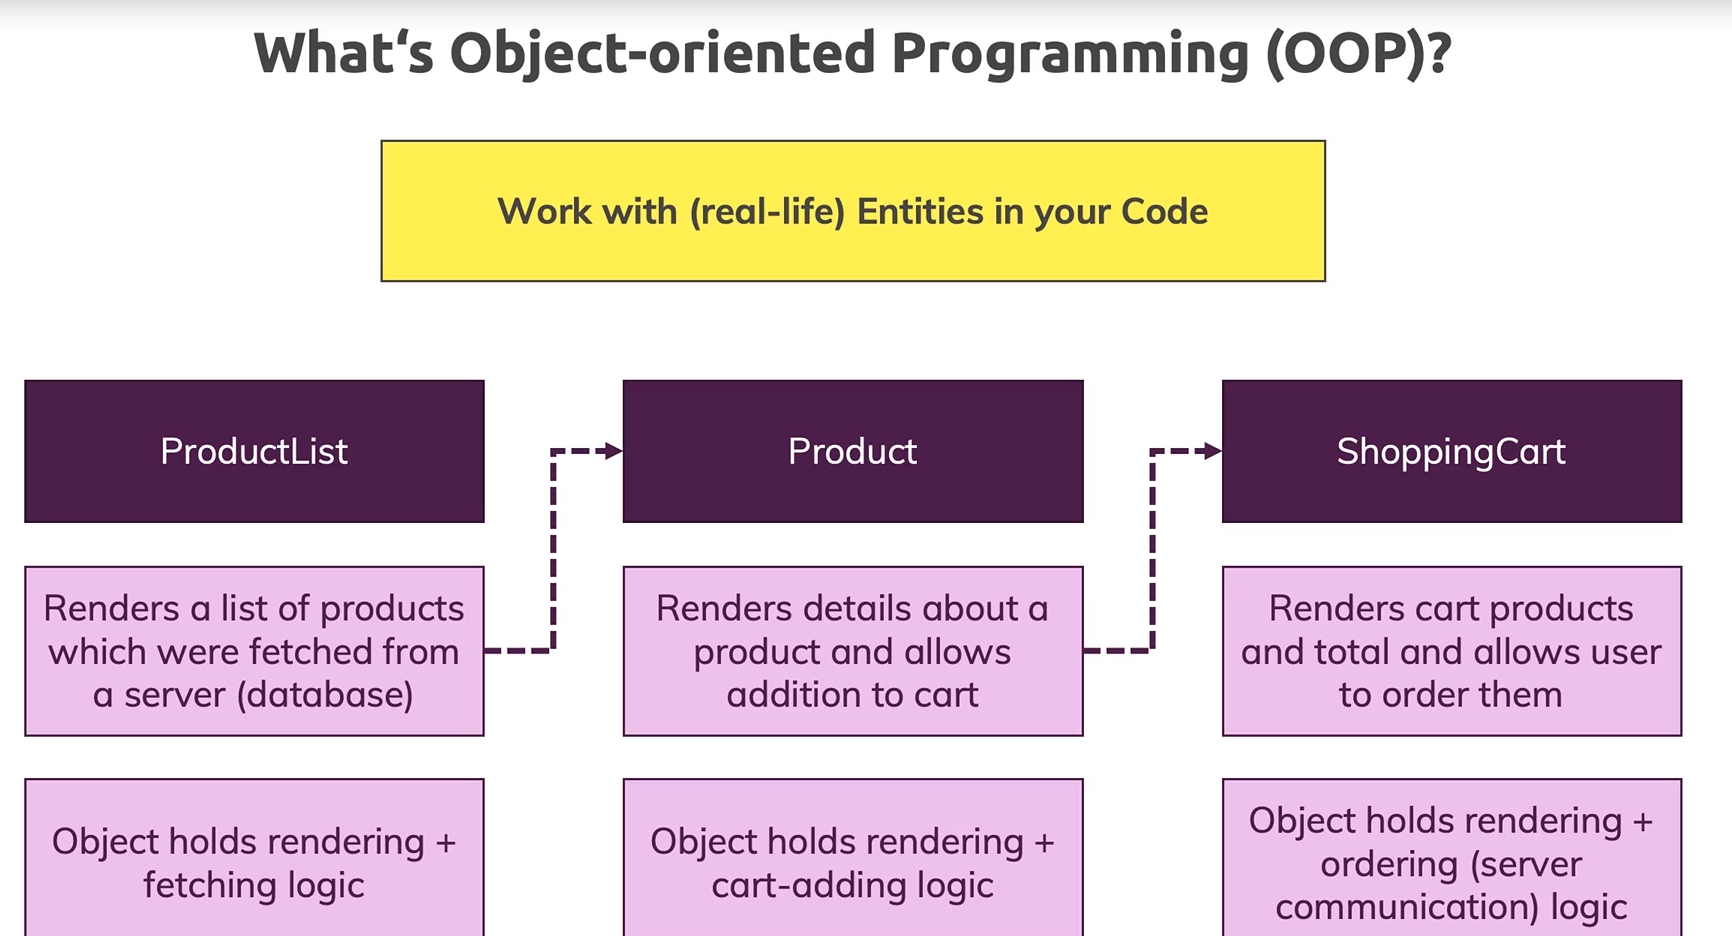 What‘s Object-oriented Programming (OOP)?
Work with (real-life) Entities in your Code
ProductList
Product
ShoppingCart
Renders a list of products
which were fetched from
a server (database)
Renders details about a
product and allows
addition to cart
Renders cart products
and total and allows user
to order them
Object holds rendering +
fetching logic
Object holds rendering +
cart-adding logic
Object holds rendering +
ordering (server
communication) logic